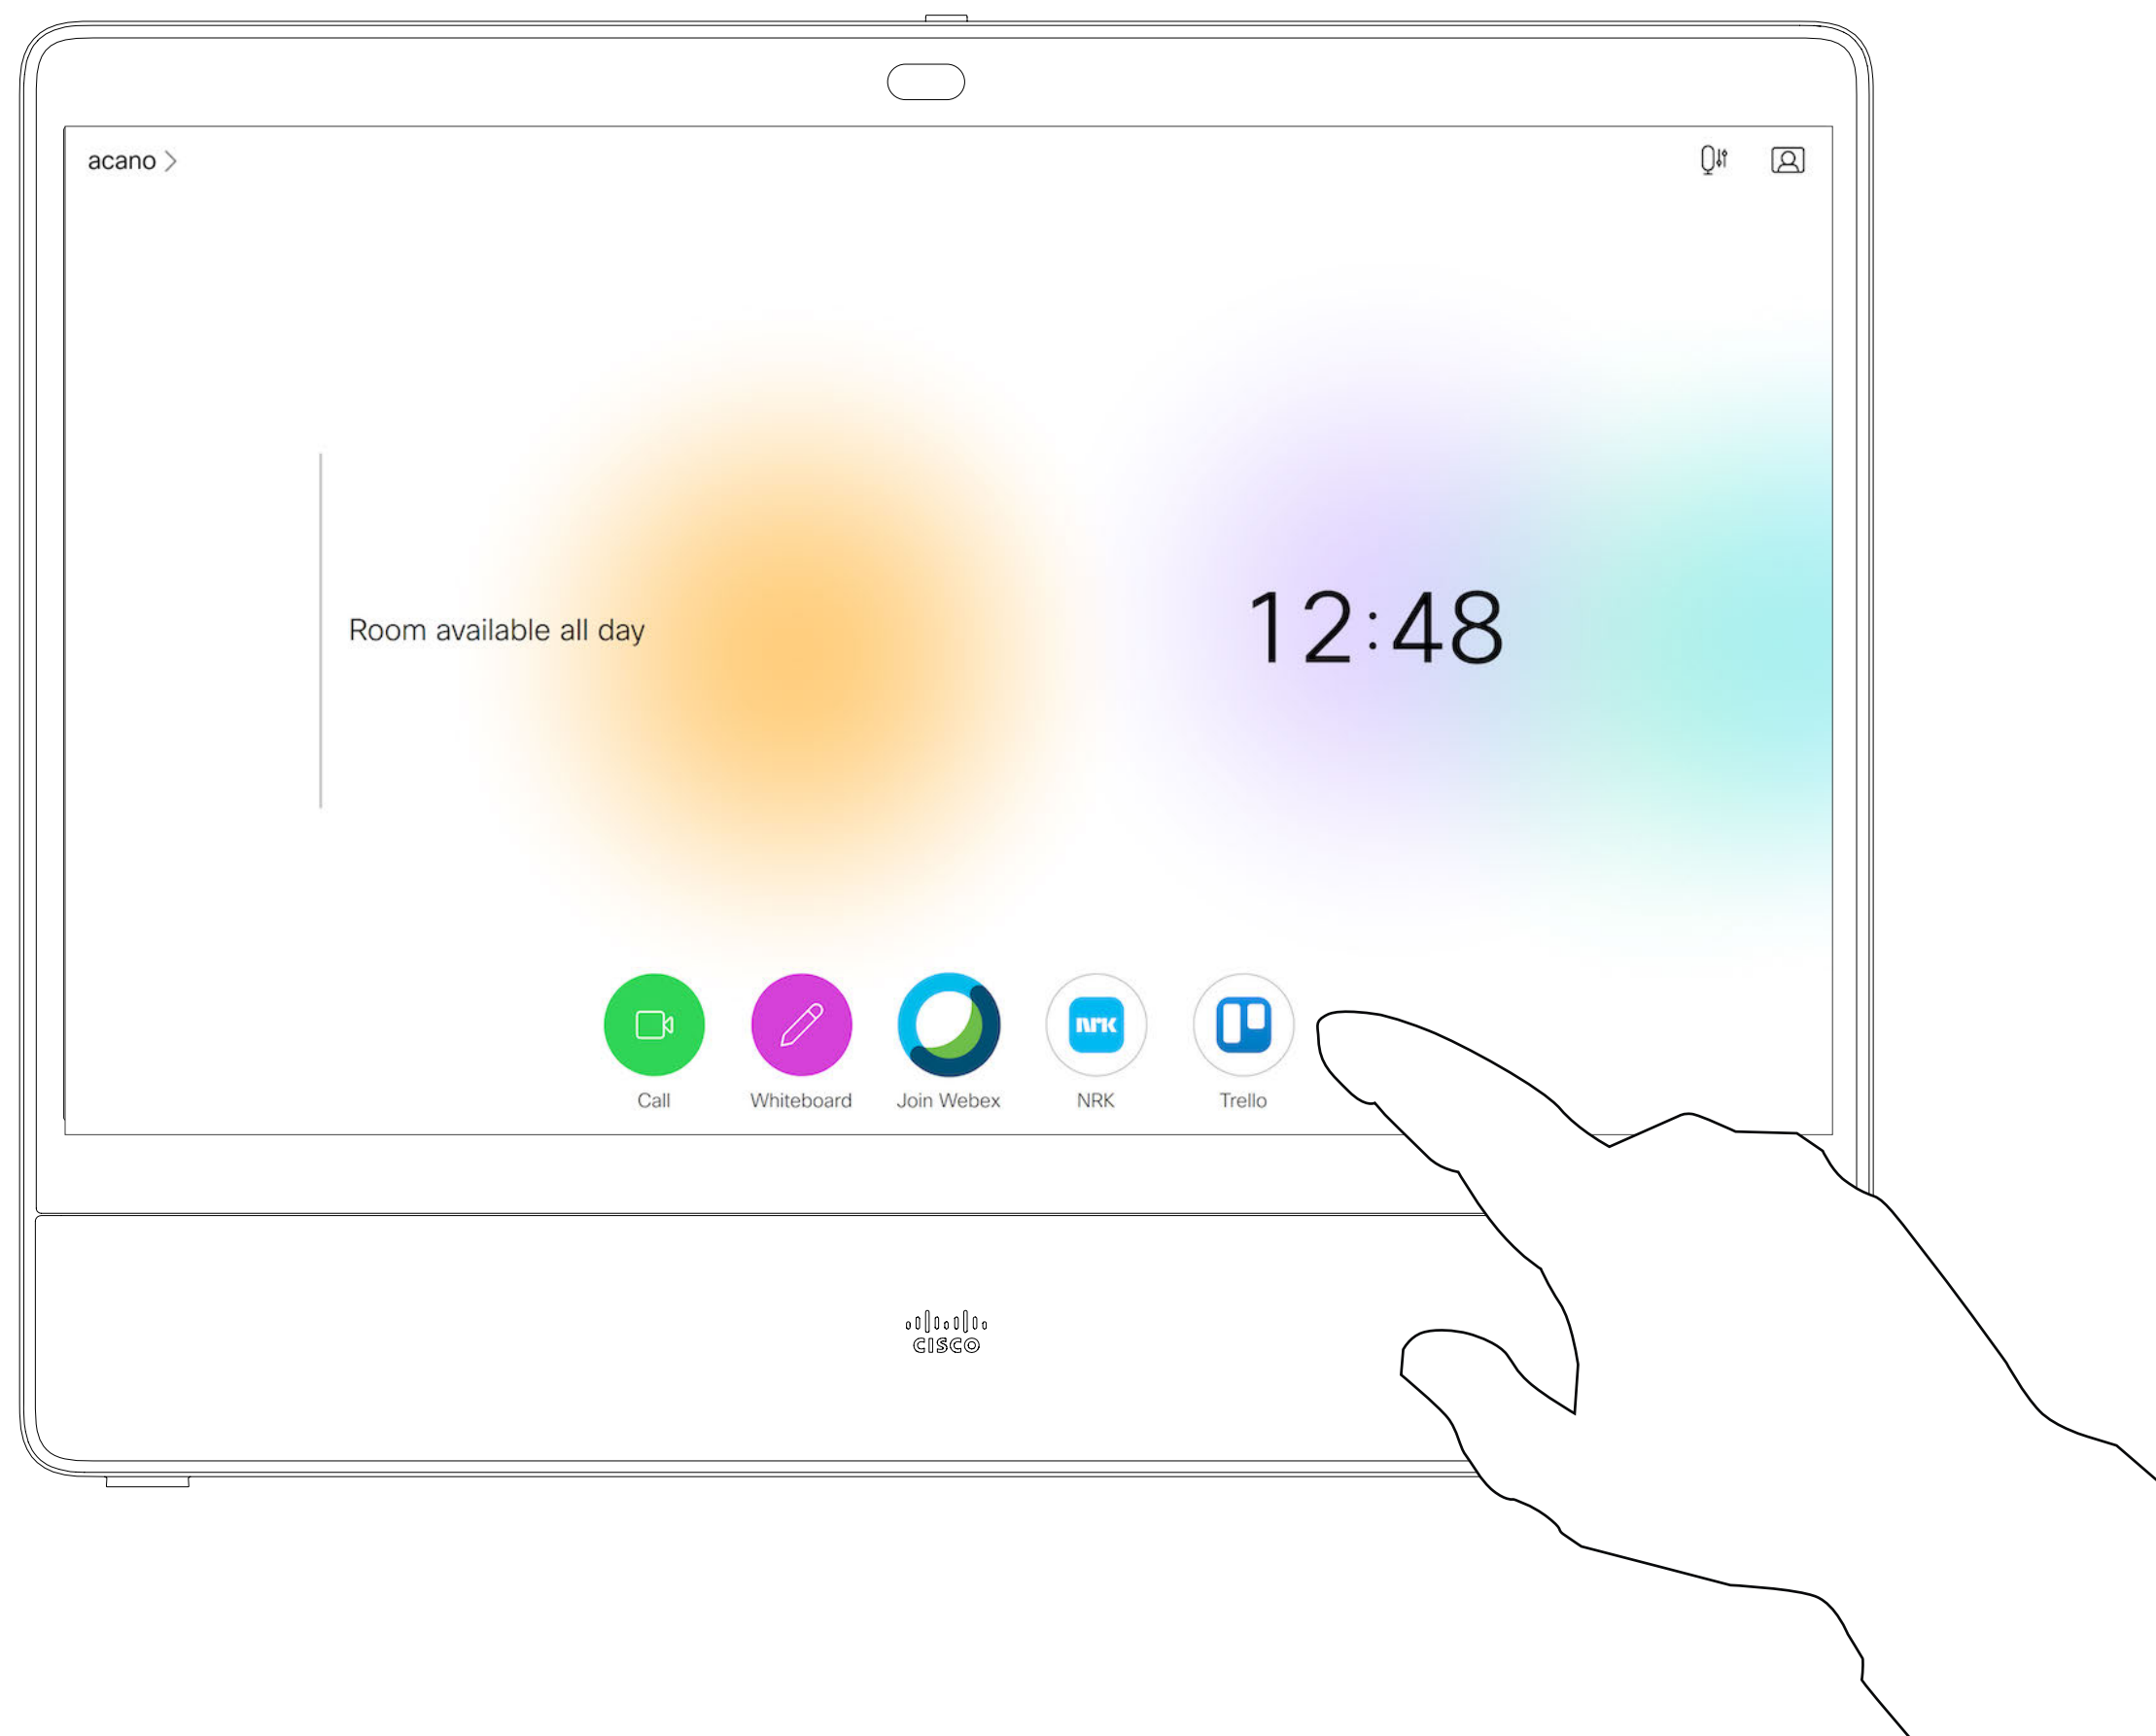 acano
Room available all day
12:48
nrk
Call
Whiteboard
Join Webex
NRK
Trello
CISCO